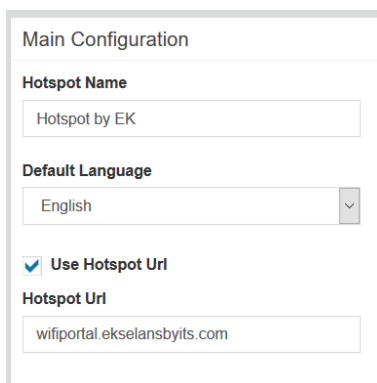 Main Configuration
Hotspot Name
Hotspot by EK
Default Language
English
Use Hotspot Url
Hotspot Url
wifiportal.ekselansbyits.com